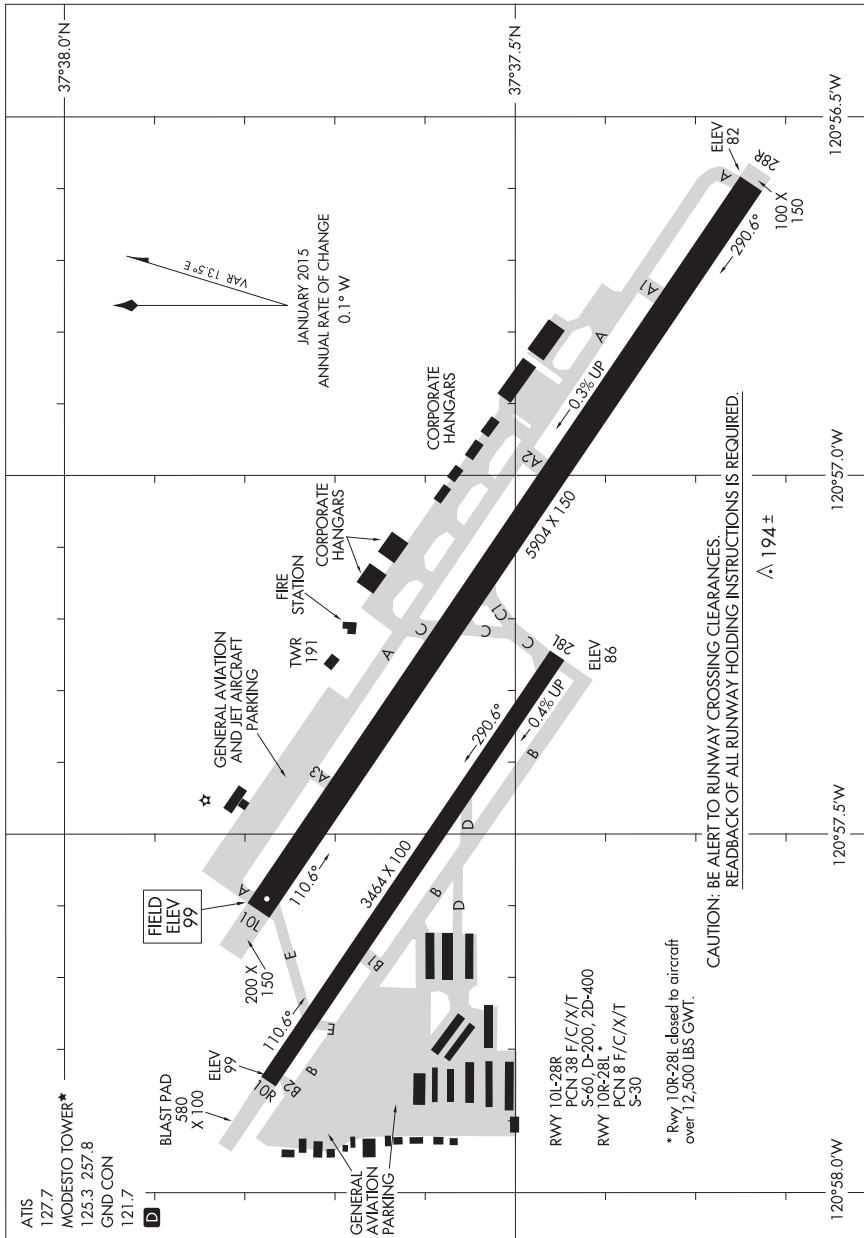 ATIS
127.7
MODESTO TOWER★
125.3 257.8
GND CON
121.7
D
37°38.0'N
37°37.5'N
120°58.0'W
120°57.5'W
120°57.0'W
120°56.5'W
JANUARY 2015
ANNUAL RATE OF CHANGE
0.1° W
VAR 13.5° E
BLAST PAD
580
X 100
ELEV
99
10R
200 X
150
FIELD
ELEV
99
10L
GENERAL AVIATION
AND JET AIRCRAFT
PARKING
TWR
191
FIRE
STATION
CORPORATE
HANGARS
CORPORATE
HANGARS
110.6°
110.6°
A
A
A
A
A3
A2
A1
B2
B
E
E
B1
B
B
D
D
C
C
C
C1
3464 X 100
5904 X 150
290.6°
0.4% UP
0.3% UP
290.6°
28L
ELEV
86
ELEV
82
28R
100 X
150
GENERAL
AVIATION
PARKING
RWY 10L-28R
PCN 38 F/C/X/T
S-60, D-200, 2D-400
RWY 10R-28L*
PCN 8 F/C/X/T
S-30
* Rwy 10R-28L closed to aircraft
over 12,500 LBS GWT.
194 ±
CAUTION: BE ALERT TO RUNWAY CROSSING CLEARANCES.
READBACK OF ALL RUNWAY HOLDING INSTRUCTIONS IS REQUIRED.